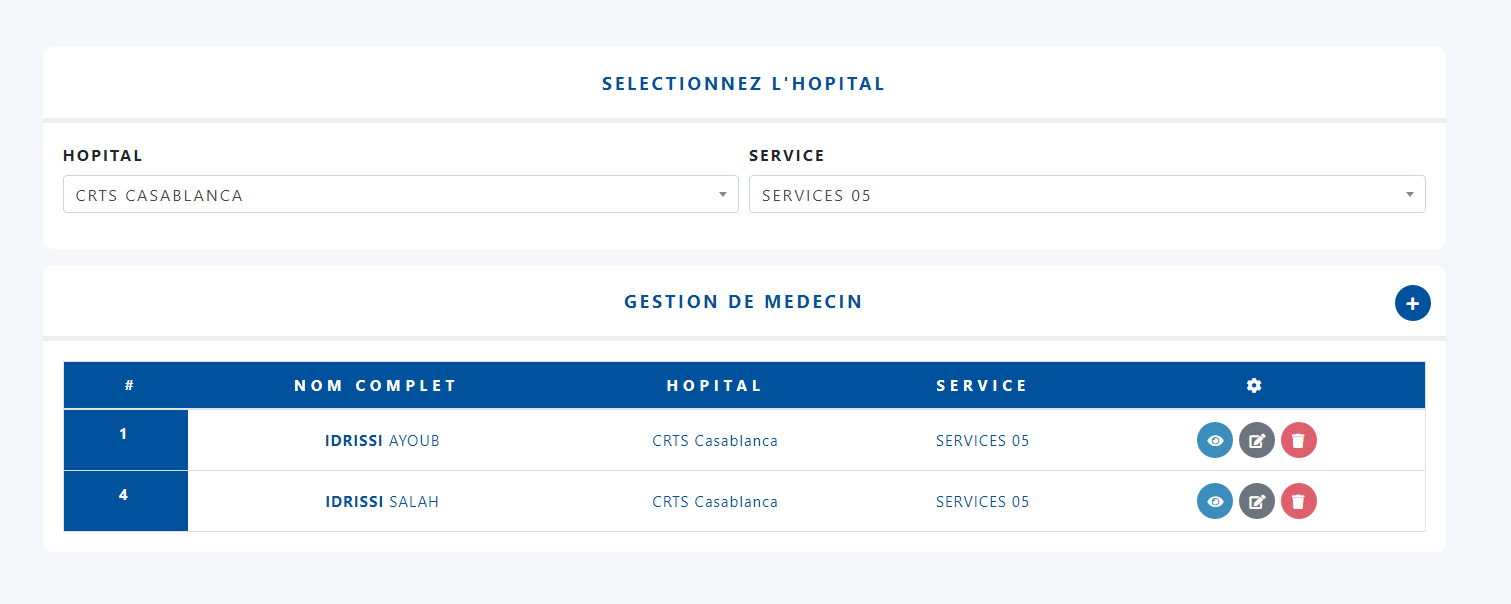 SELECTIONNEZ L'HOPITAL
HOPITAL SERVICE
CRTS CASABLANCA SERVICES 05
GESTION DE MEDECIN
# NOM COMPLET HOPITAL SERVICE
1 IDRISSI AYOUB CRTS Casablanca SERVICES 05
4 IDRISSI SALAH CRTS Casablanca SERVICES 05